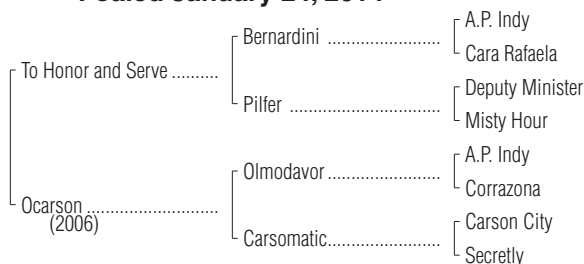 Foaled January 24, 2014
A.P. Indy
Bernardini ........................
Cara Rafaela
To Honor and Serve ..........
Deputy Minister
Pilfer ................................
Misty Hour
A.P. Indy
Olmodavor ........................
Corrazona
Ocarson .............................
(2006)
Carson City
Carsomatic........................
Secretly